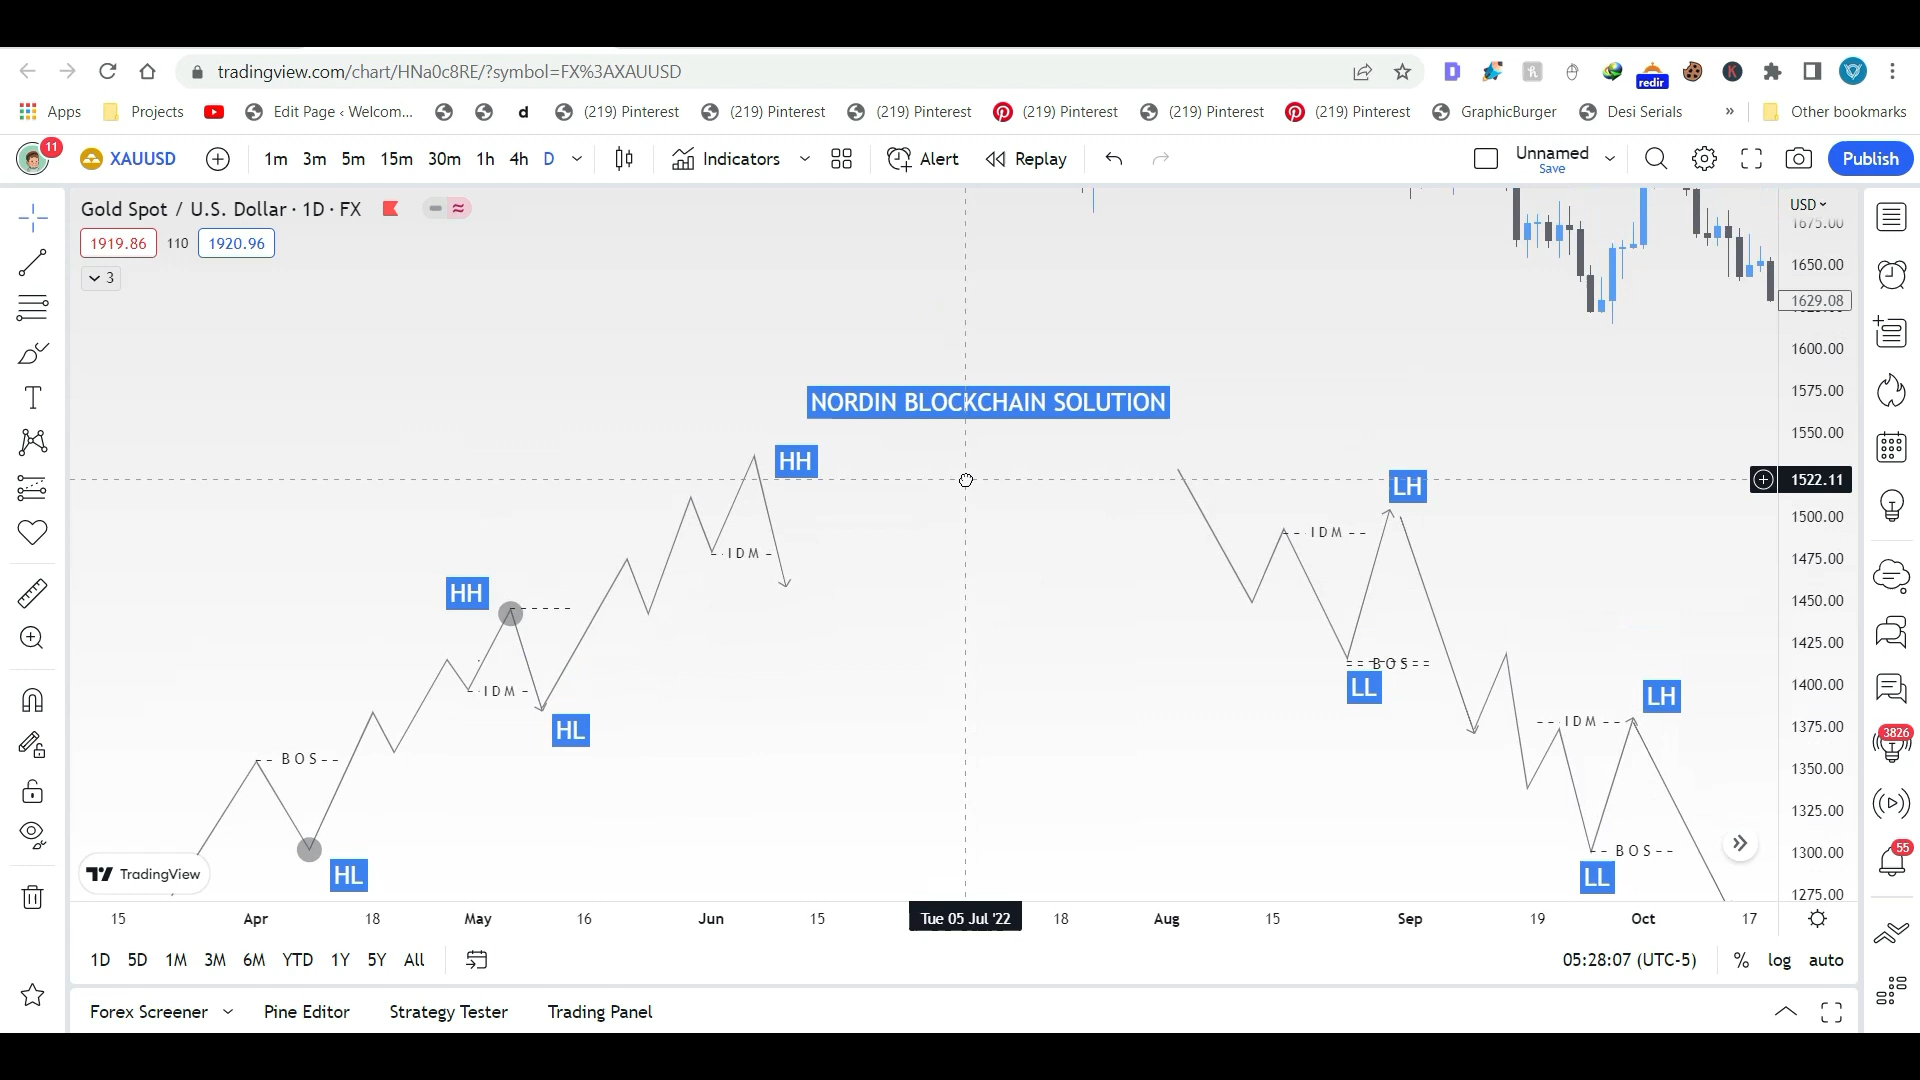 tradingview.com/chart/HNa0c8RE/?symbol=FX%3AXAUUSD
redir
K
Apps Projects Edit Page ‹ Welcom... d (219) Pinterest (219) Pinterest (219) Pinterest (219) Pinterest (219) Pinterest (219) Pinterest GraphicBurger Desi Serials » Other bookmarks
11 XAUUSD 1m 3m 5m 15m 30m 1h 4h D Indicators Alert Replay Unnamed Publish
Save
Gold Spot / U.S. Dollar · 1D · FX
USD
1675.00
1919.86 110 1920.96
1650.00
3
1629.08
1600.00
1575.00
NORDIN BLOCKCHAIN SOLUTION
1550.00
HH
1522.11
LH
1500.00
IDM
IDM
1475.00
HH
1450.00
1425.00
BOS
LL
1400.00
IDM
LH
HL
IDM
1375.00
3826
BOS
1350.00
1325.00
BOS
1300.00
HL
LL
55
TradingView
1275.00
15 Apr 18 May 16 Jun 15 Tue 05 Jul '22 18 Aug 15 Sep 19 Oct 17
1D 5D 1M 3M 6M YTD 1Y 5Y All 05:28:07 (UTC-5) % log auto
Forex Screener Pine Editor Strategy Tester Trading Panel